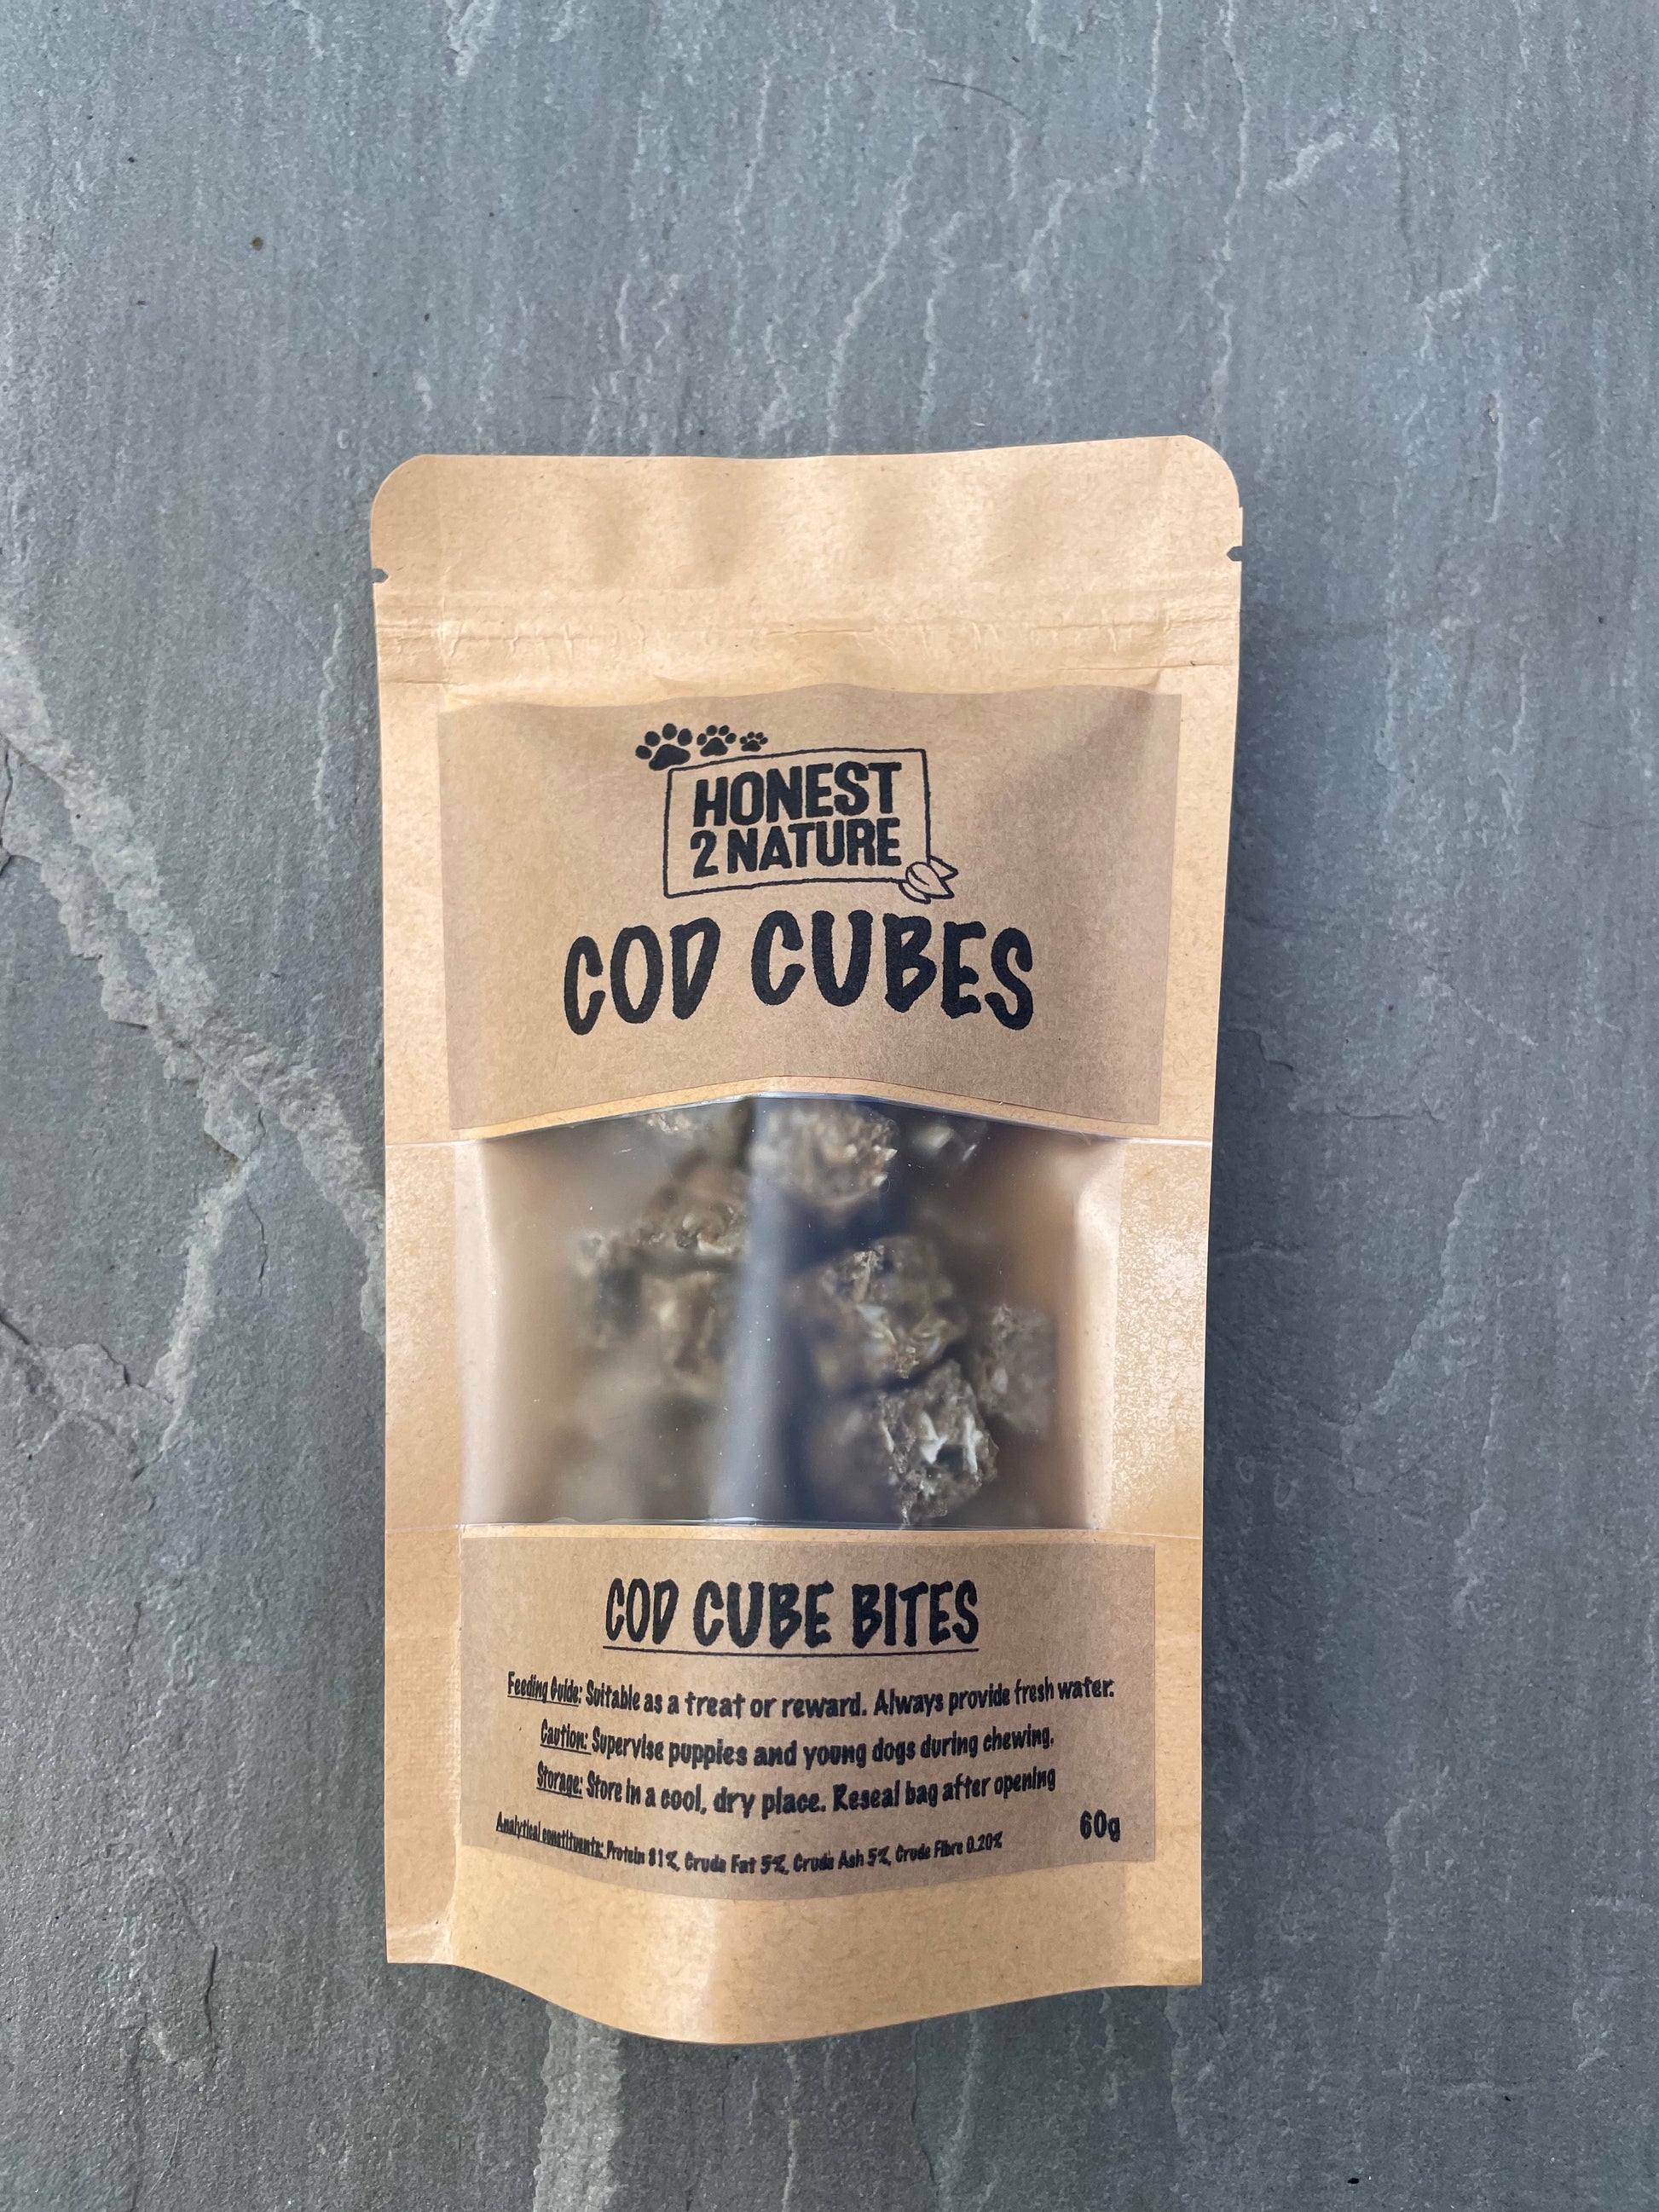 HONEST
2 NATURE
COD CUBES
COD CUBE BITES
Feeding Guide: Suitable as a treat or reward. Always provide fresh water.
Caution: Supervise puppies and young dogs during chewing.
Storage: Store in a cool, dry place. Reseal bag after opening
Analytical constituents: Protein 81%, Crude Fat 5%, Crude Ash 5%, Crude Fibre 0.20%
60g